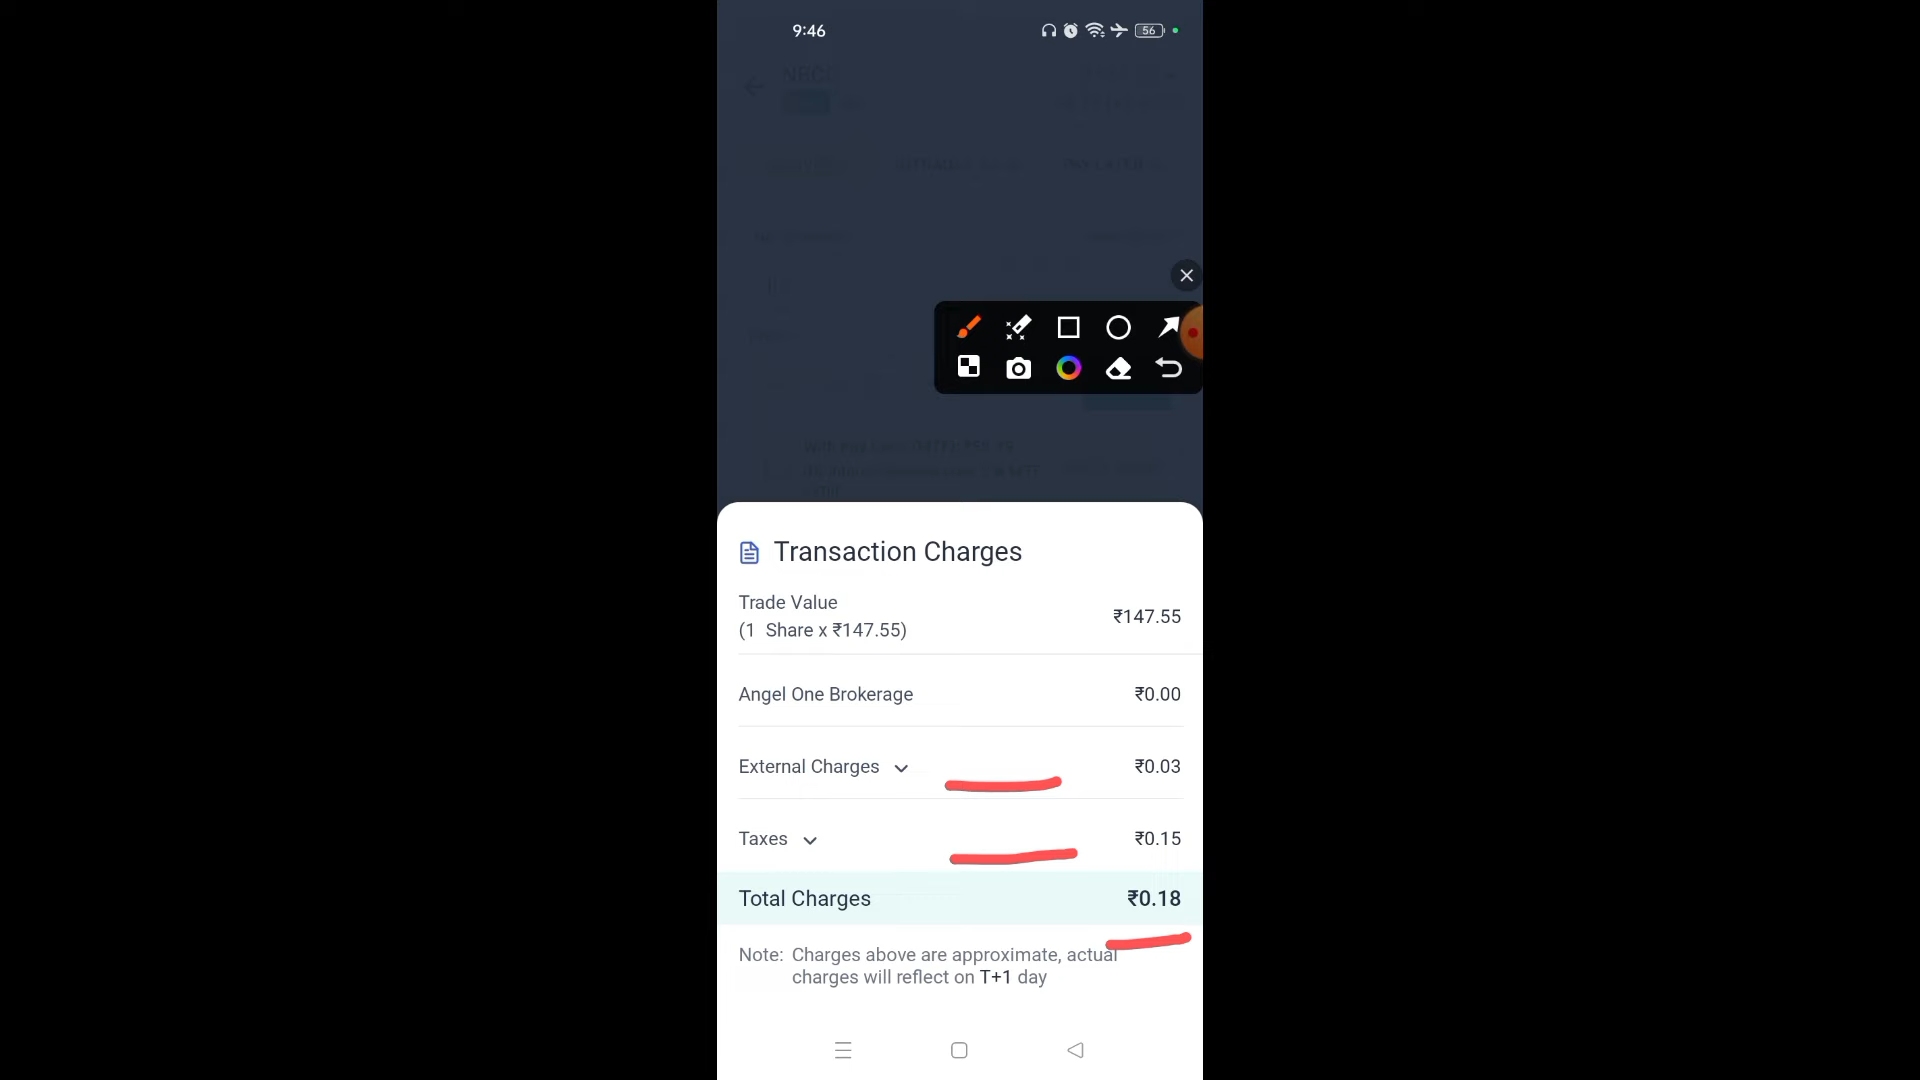 9:46
56
Transaction Charges
Trade Value
(1 Share x ₹147.55)
₹147.55
Angel One Brokerage
₹0.00
External Charges
₹0.03
Taxes
₹0.15
Total Charges
₹0.18
Note: Charges above are approximate, actual
charges will reflect on T+1 day